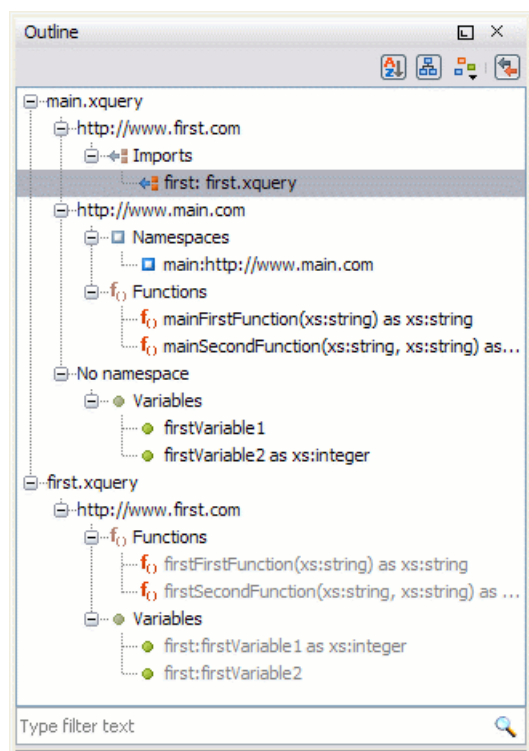 Outline
main.xquery
http://www.first.com
Imports
first: first.xquery
http://www.main.com
Namespaces
main:http://www.main.com
f() Functions
f() mainFirstFunction(xs:string) as xs:string
f() mainSecondFunction(xs:string, xs:string) as...
No namespace
Variables
firstVariable1
firstVariable2 as xs:integer
first.xquery
http://www.first.com
f() Functions
f() firstFirstFunction(xs:string) as xs:string
f() firstSecondFunction(xs:string, xs:string) as ...
Variables
first:firstVariable1 as xs:integer
first:firstVariable2
Type filter text